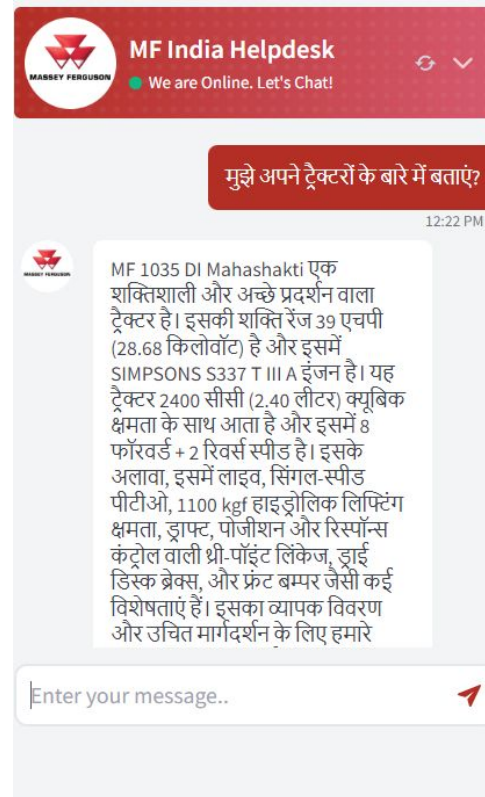 MF India Helpdesk
MASSEY FERGUSON
We are Online. Let's Chat!
मुझे अपने ट्रैक्टरों के बारे में बताएं?
12:22 PM
MASSEY FERGUSON
MF 1035 DI Mahashakti एक
शक्तिशाली और अच्छे प्रदर्शन वाला
ट्रैक्टर है। इसकी शक्ति रेंज 39 एचपी
(28.68 किलोवॉट) है और इसमें
SIMPSONS S337 T III A इंजन है। यह
ट्रैक्टर 2400 सीसी (2.40 लीटर) क्यूबिक
क्षमता के साथ आता है और इसमें 8
फॉरवर्ड + 2 रिवर्स स्पीड है। इसके
अलावा, इसमें लाइव, सिंगल-स्पीड
पीटीओ, 1100 kgf हाइड्रोलिक लिफ्टिंग
क्षमता, ड्राफ्ट, पोजीशन और रिस्पॉन्स
कंट्रोल वाली थ्री-पॉइंट लिंकेज, ड्राई
डिस्क ब्रेक्स, और फ्रंट बम्पर जैसी कई
विशेषताएं हैं। इसका व्यापक विवरण
और उचित मार्गदर्शन के लिए हमारे
Enter your message..